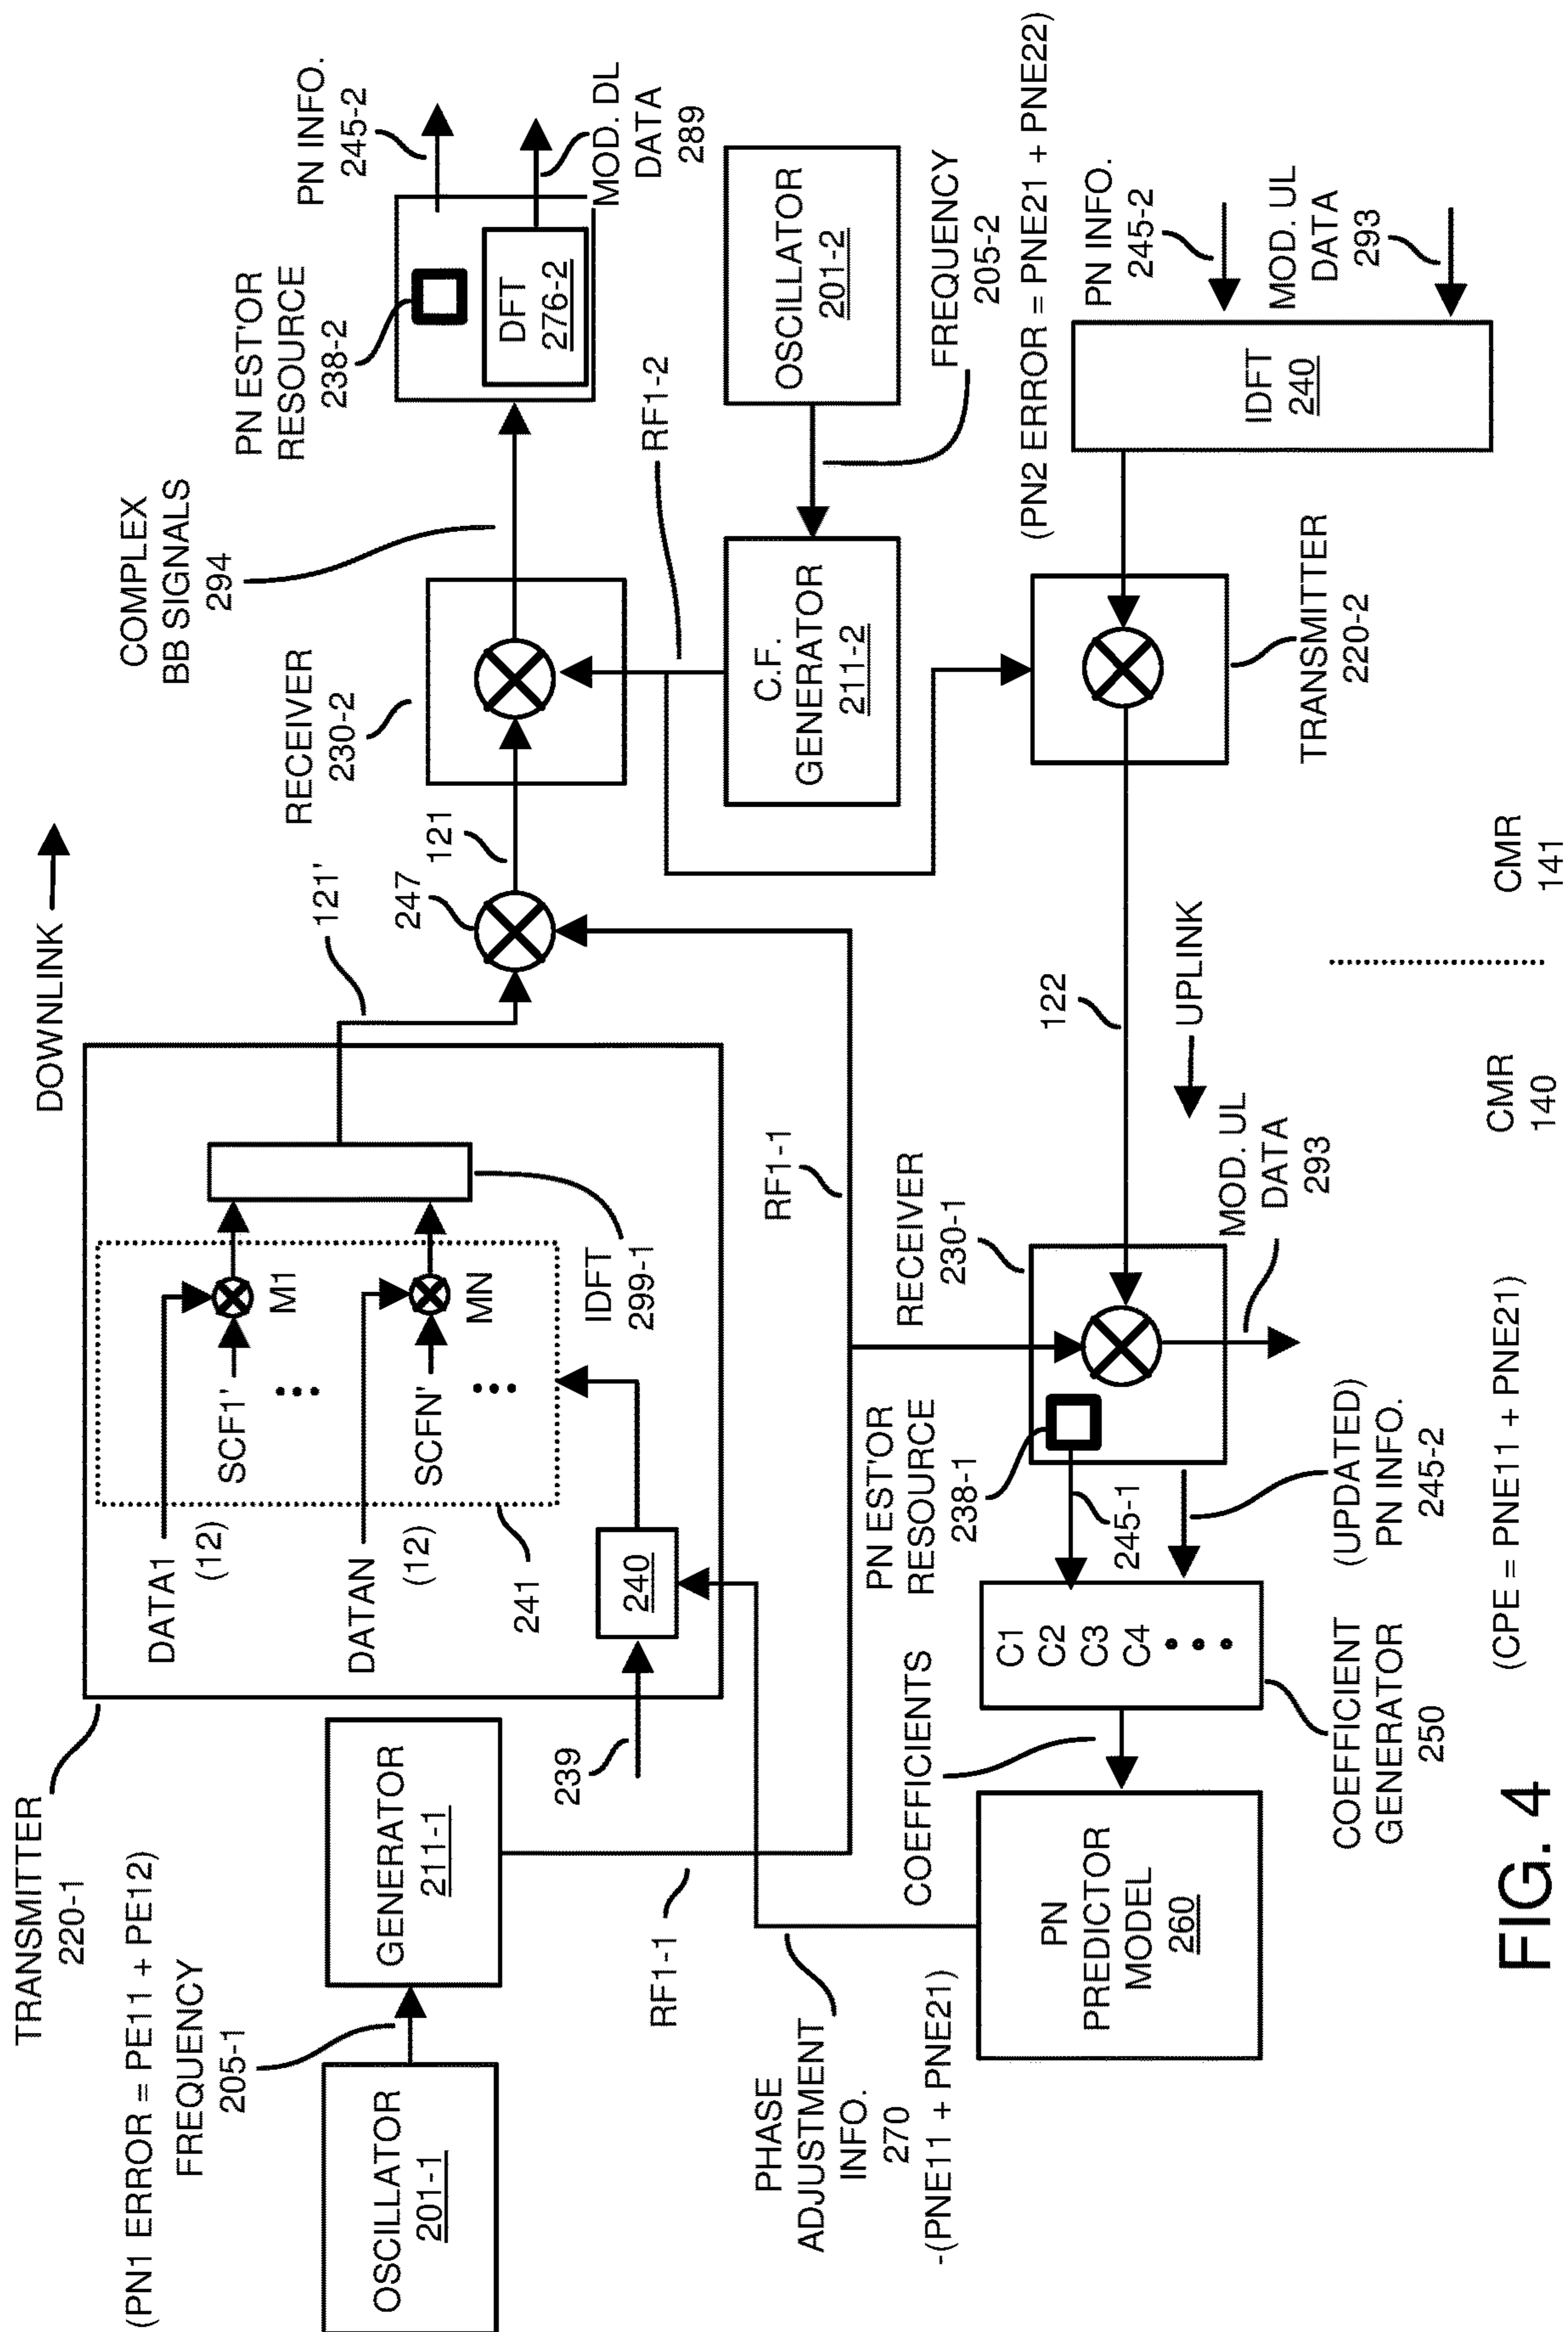 DOWNLINK
TRANSMITTER
220-1
(PN1 ERROR = PE11 + PE12)
FREQUENCY
205-1
OSCILLATOR
201-1
GENERATOR
211-1
RF1-1
239
240
DATA1
(12)
SCF1'
M1
DATAN
(12)
SCFN'
MN
241
IDFT
299-1
121'
247
121
RECEIVER
230-2
COMPLEX
BB SIGNALS
294
PN EST'OR
RESOURCE
238-2
DFT
276-2
PN INFO.
245-2
MOD. DL
DATA
289
RF1-2
C.F.
GENERATOR
211-2
OSCILLATOR
201-2
FREQUENCY
205-2
(PN2 ERROR = PNE21 + PNE22)
PN INFO.
245-2
MOD. UL
DATA
293
IDFT
240
TRANSMITTER
220-2
122
UPLINK
RF1-1
RECEIVER
230-1
MOD. UL
DATA
293
PN EST'OR
RESOURCE
238-1
245-1
(UPDATED)
PN INFO.
245-2
C1
C2
C3
C4
COEFFICIENT
GENERATOR
250
COEFFICIENTS
PN
PREDICTOR
MODEL
260
PHASE
ADJUSTMENT
INFO.
270
-(PNE11 + PNE21)
(CPE = PNE11 + PNE21)
CMR
140
CMR
141
FIG. 4